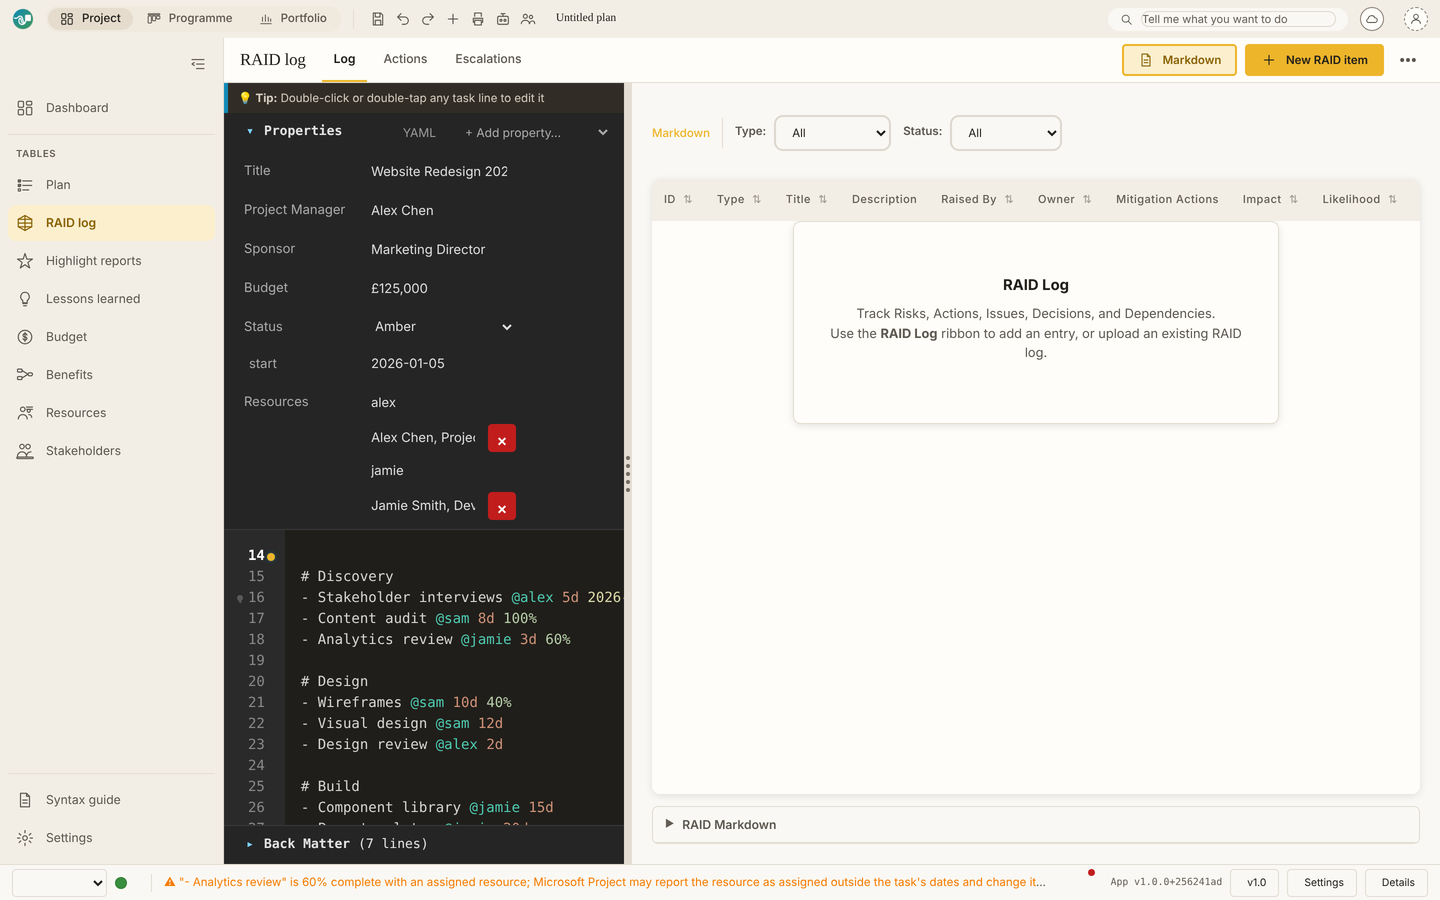 Project
Programme
Portfolio
Untitled plan
Tell me what you want to do
RAID log
Log
Actions
Escalations
Markdown
New RAID item
Dashboard
TABLES
Plan
RAID log
Highlight reports
Lessons learned
Budget
Benefits
Resources
Stakeholders
Syntax guide
Settings
💡 Tip: Double-click or double-tap any task line to edit it
Properties
YAML
+ Add property...
Title
Website Redesign 202
Project Manager
Alex Chen
Sponsor
Marketing Director
Budget
£125,000
Status
Amber
start
2026-01-05
Resources
alex
Alex Chen, Projec
×
jamie
Jamie Smith, Dev
×
14
15 # Discovery
16 - Stakeholder interviews @alex 5d 2026-
17 - Content audit @sam 8d 100%
18 - Analytics review @jamie 3d 60%
19
20 # Design
21 - Wireframes @sam 10d 40%
22 - Visual design @sam 12d
23 - Design review @alex 2d
24
25 # Build
26 - Component library @jamie 15d
Back Matter (7 lines)
Markdown
Type:
All
Status:
All
ID
Type
Title
Description
Raised By
Owner
Mitigation Actions
Impact
Likelihood
RAID Log
Track Risks, Actions, Issues, Decisions, and Dependencies.
Use the RAID Log ribbon to add an entry, or upload an existing RAID
log.
RAID Markdown
⚠ "- Analytics review" is 60% complete with an assigned resource; Microsoft Project may report the resource as assigned outside the task's dates and change it...
App v1.0.0+256241ad
v1.0
Settings
Details